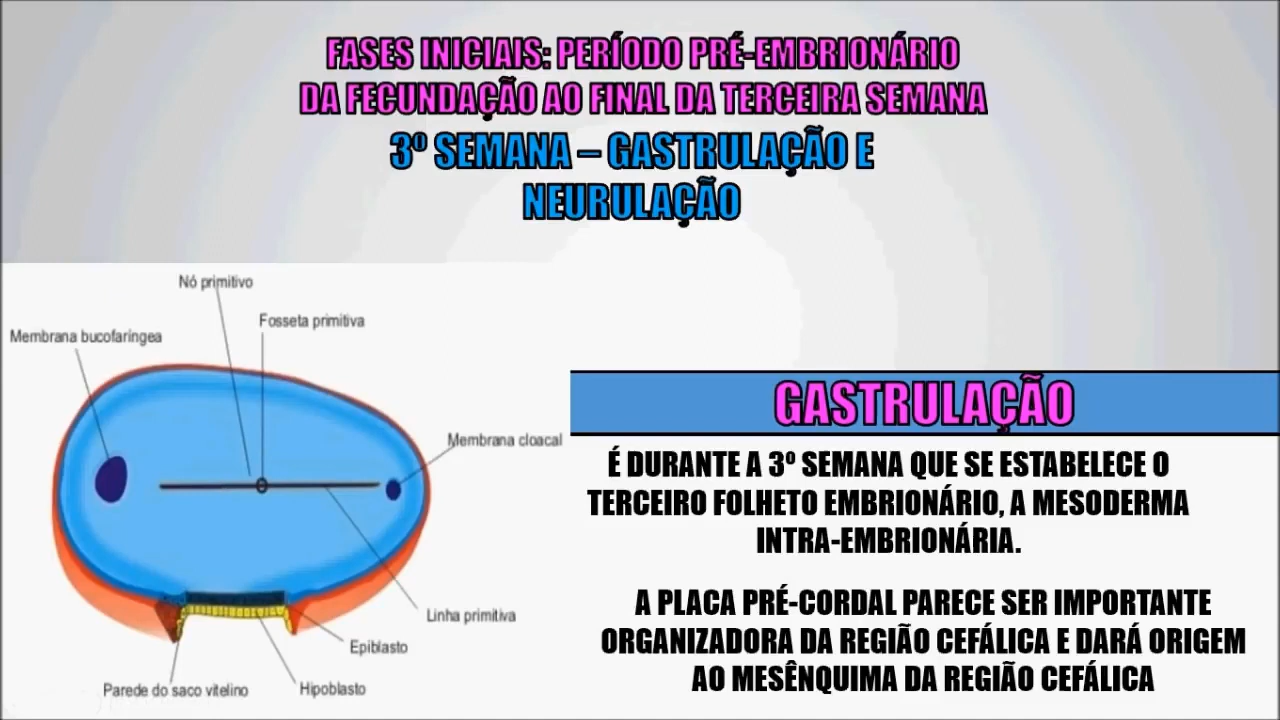 FASES INICIAIS: PERÍODO PRÉ-EMBRIONÁRIO
DA FECUNDAÇÃO AO FINAL DA TERCEIRA SEMANA
3º SEMANA – GASTRULAÇÃO E
NEURULAÇÃO
Nó primitivo
Fosseta primitiva
Membrana bucofaríngea
Membrana cloacal
Linha primitiva
Epiblasto
Parede do saco vitelino
Hipoblasto
GASTRULAÇÃO
É DURANTE A 3º SEMANA QUE SE ESTABELECE O
TERCEIRO FOLHETO EMBRIONÁRIO, A MESODERMA
INTRA-EMBRIONÁRIA.
A PLACA PRÉ-CORDAL PARECE SER IMPORTANTE
ORGANIZADORA DA REGIÃO CEFÁLICA E DARÁ ORIGEM
AO MESÊNQUIMA DA REGIÃO CEFÁLICA